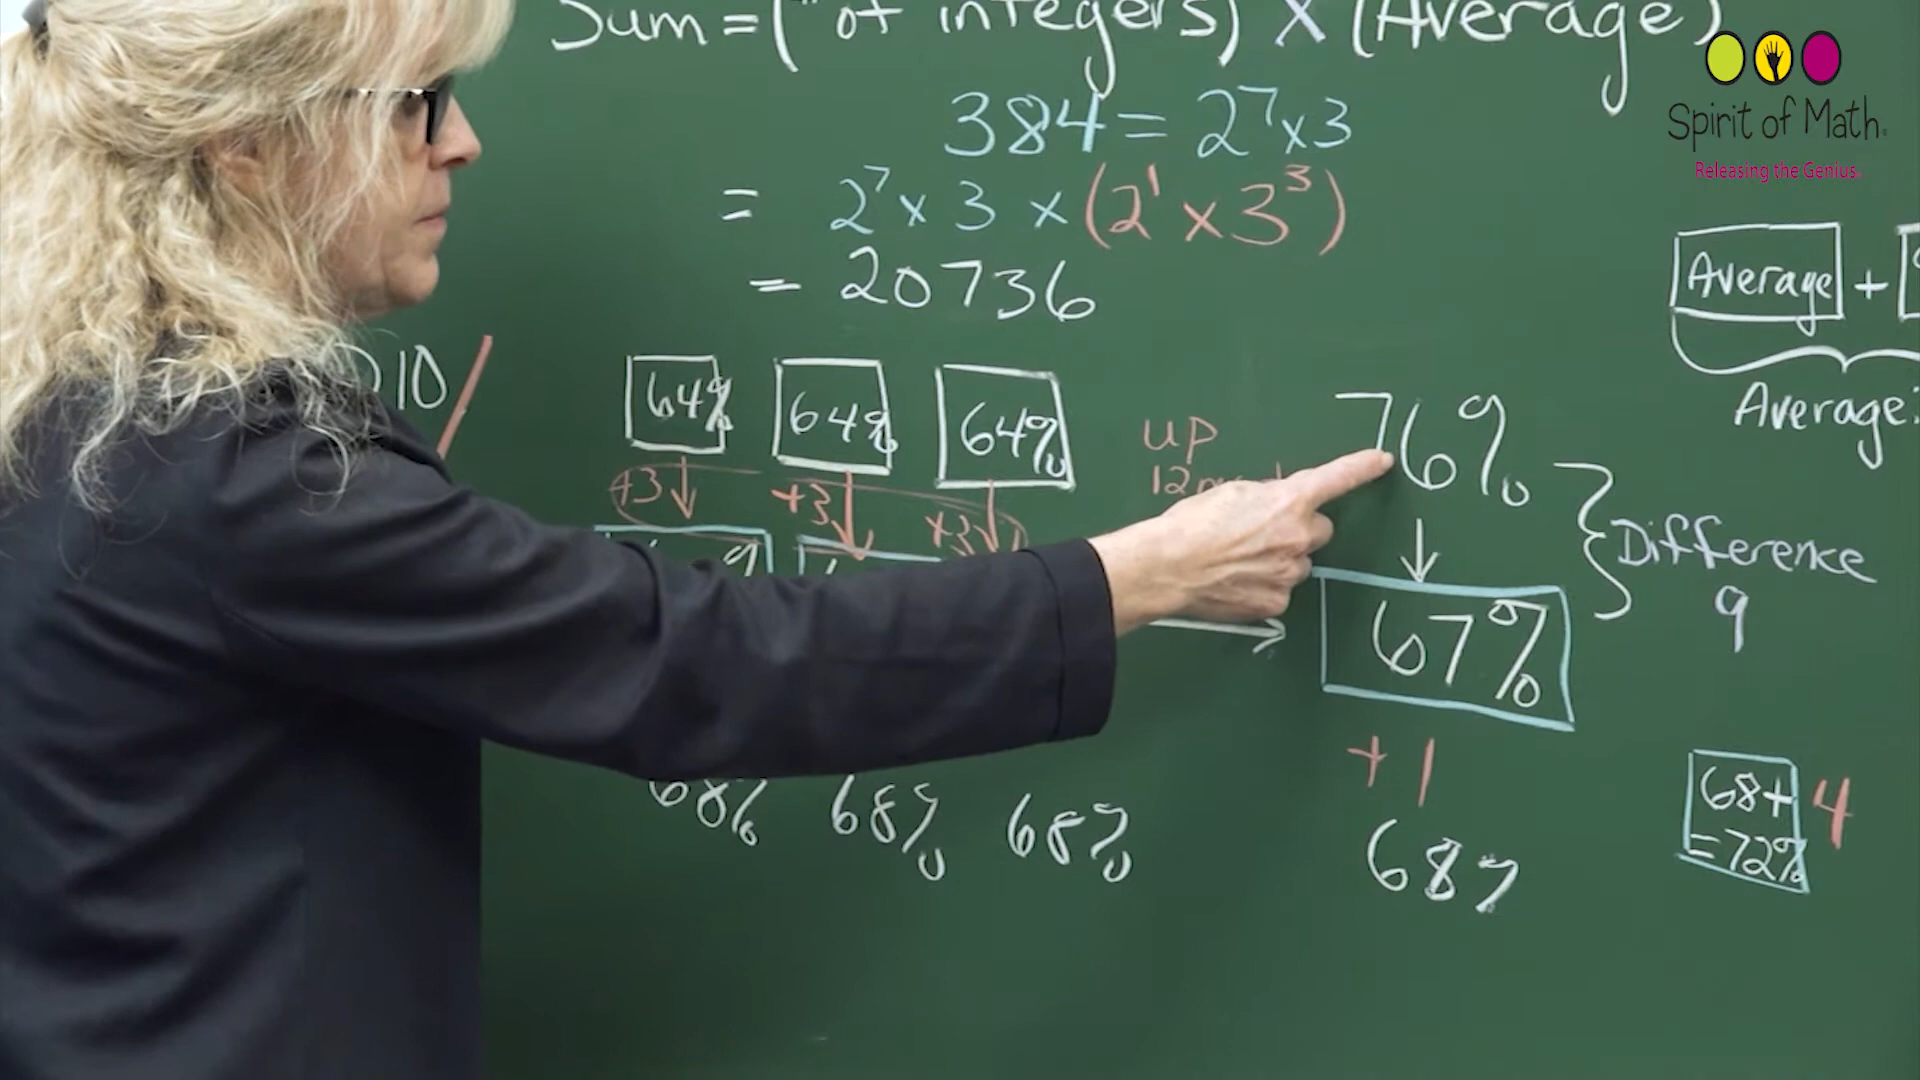 Sum = (# of integers) x (Average)
Spirit of Math
Releasing the Genius
384 = 2⁷ x 3
= 2⁷ x 3 x (2¹ x 3³)
= 20736
Average +
Average:
10
64% 64% 64%
up
12
76%
+3 +3 +3
Difference
9
67%
+1
68% 68% 68%
68%
68+4
=72%